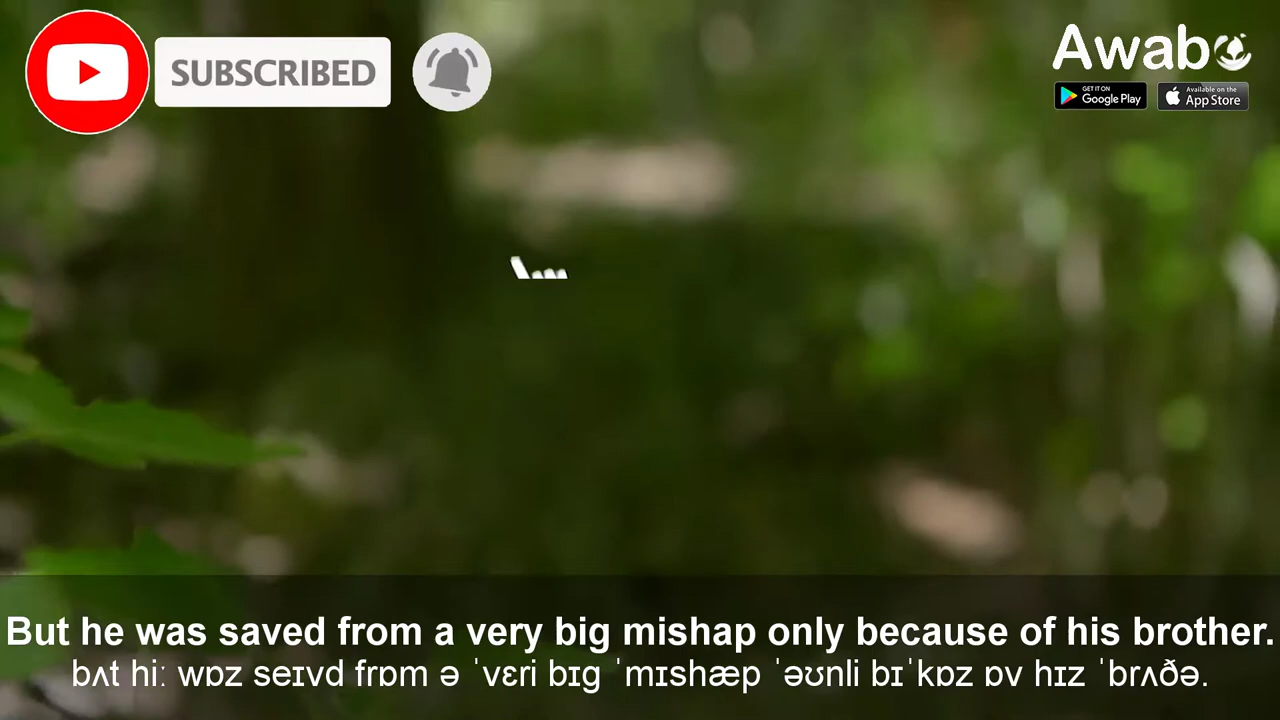 SUBSCRIBED
Awabe
GET IT ON
Google Play
Available on the
App Store
But he was saved from a very big mishap only because of his brother.
bʌt hiː wɒz seɪvd frɒm ə ˈvɛri bɪg ˈmɪshæp ˈəʊnli bɪˈkɒz ɒv hɪz ˈbrʌðə.